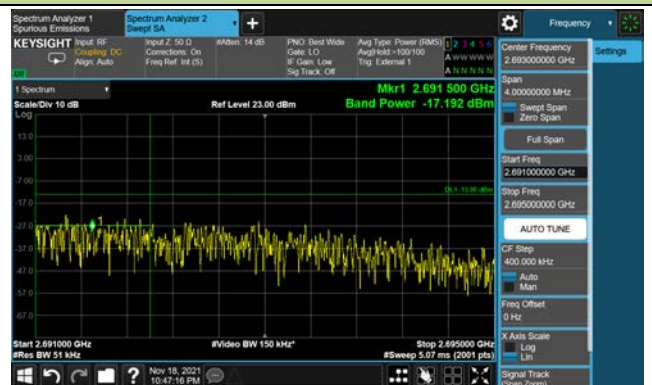 Spectrum Analyzer 1
Spurious Emissions
Spectrum Analyzer 2
Swept SA
Frequency
KEYSIGHT
Input: RF
Coupling: DC
Align: Auto
Input Z: 50 Ω
Corrections: On
Freq Ref: Int (S)
#Atten: 14 dB
PNO: Best Wide
Gate: LO
IF Gain: Low
Sig Track: Off
Avg Type: Power (RMS)
Avg|Hold: >100/100
Trig: External 1
1 2 3 4 5 6
A W W W W W
A N N N N N
1 Spectrum
Scale/Div 10 dB
Log
Ref Level 23.00 dBm
Mkr1 2.691 500 GHz
Band Power -17.192 dBm
13.0
3.00
-7.00
-17.0
-27.0
-37.0
-47.0
-57.0
-67.0
DL1 -13.00 dBm
Start 2.691000 GHz
#Res BW 51 kHz
#Video BW 150 kHz*
Stop 2.695000 GHz
#Sweep 5.07 ms (2001 pts)
Center Frequency
2.693000000 GHz
Settings
Span
4.00000000 MHz
Swept Span
Zero Span
Full Span
Start Freq
2.691000000 GHz
Stop Freq
2.695000000 GHz
AUTO TUNE
CF Step
400.000 kHz
Auto
Man
Freq Offset
0 Hz
X Axis Scale
Log
Lin
Signal Track
(Span Zoom)
Nov 18, 2021
10:47:16 PM